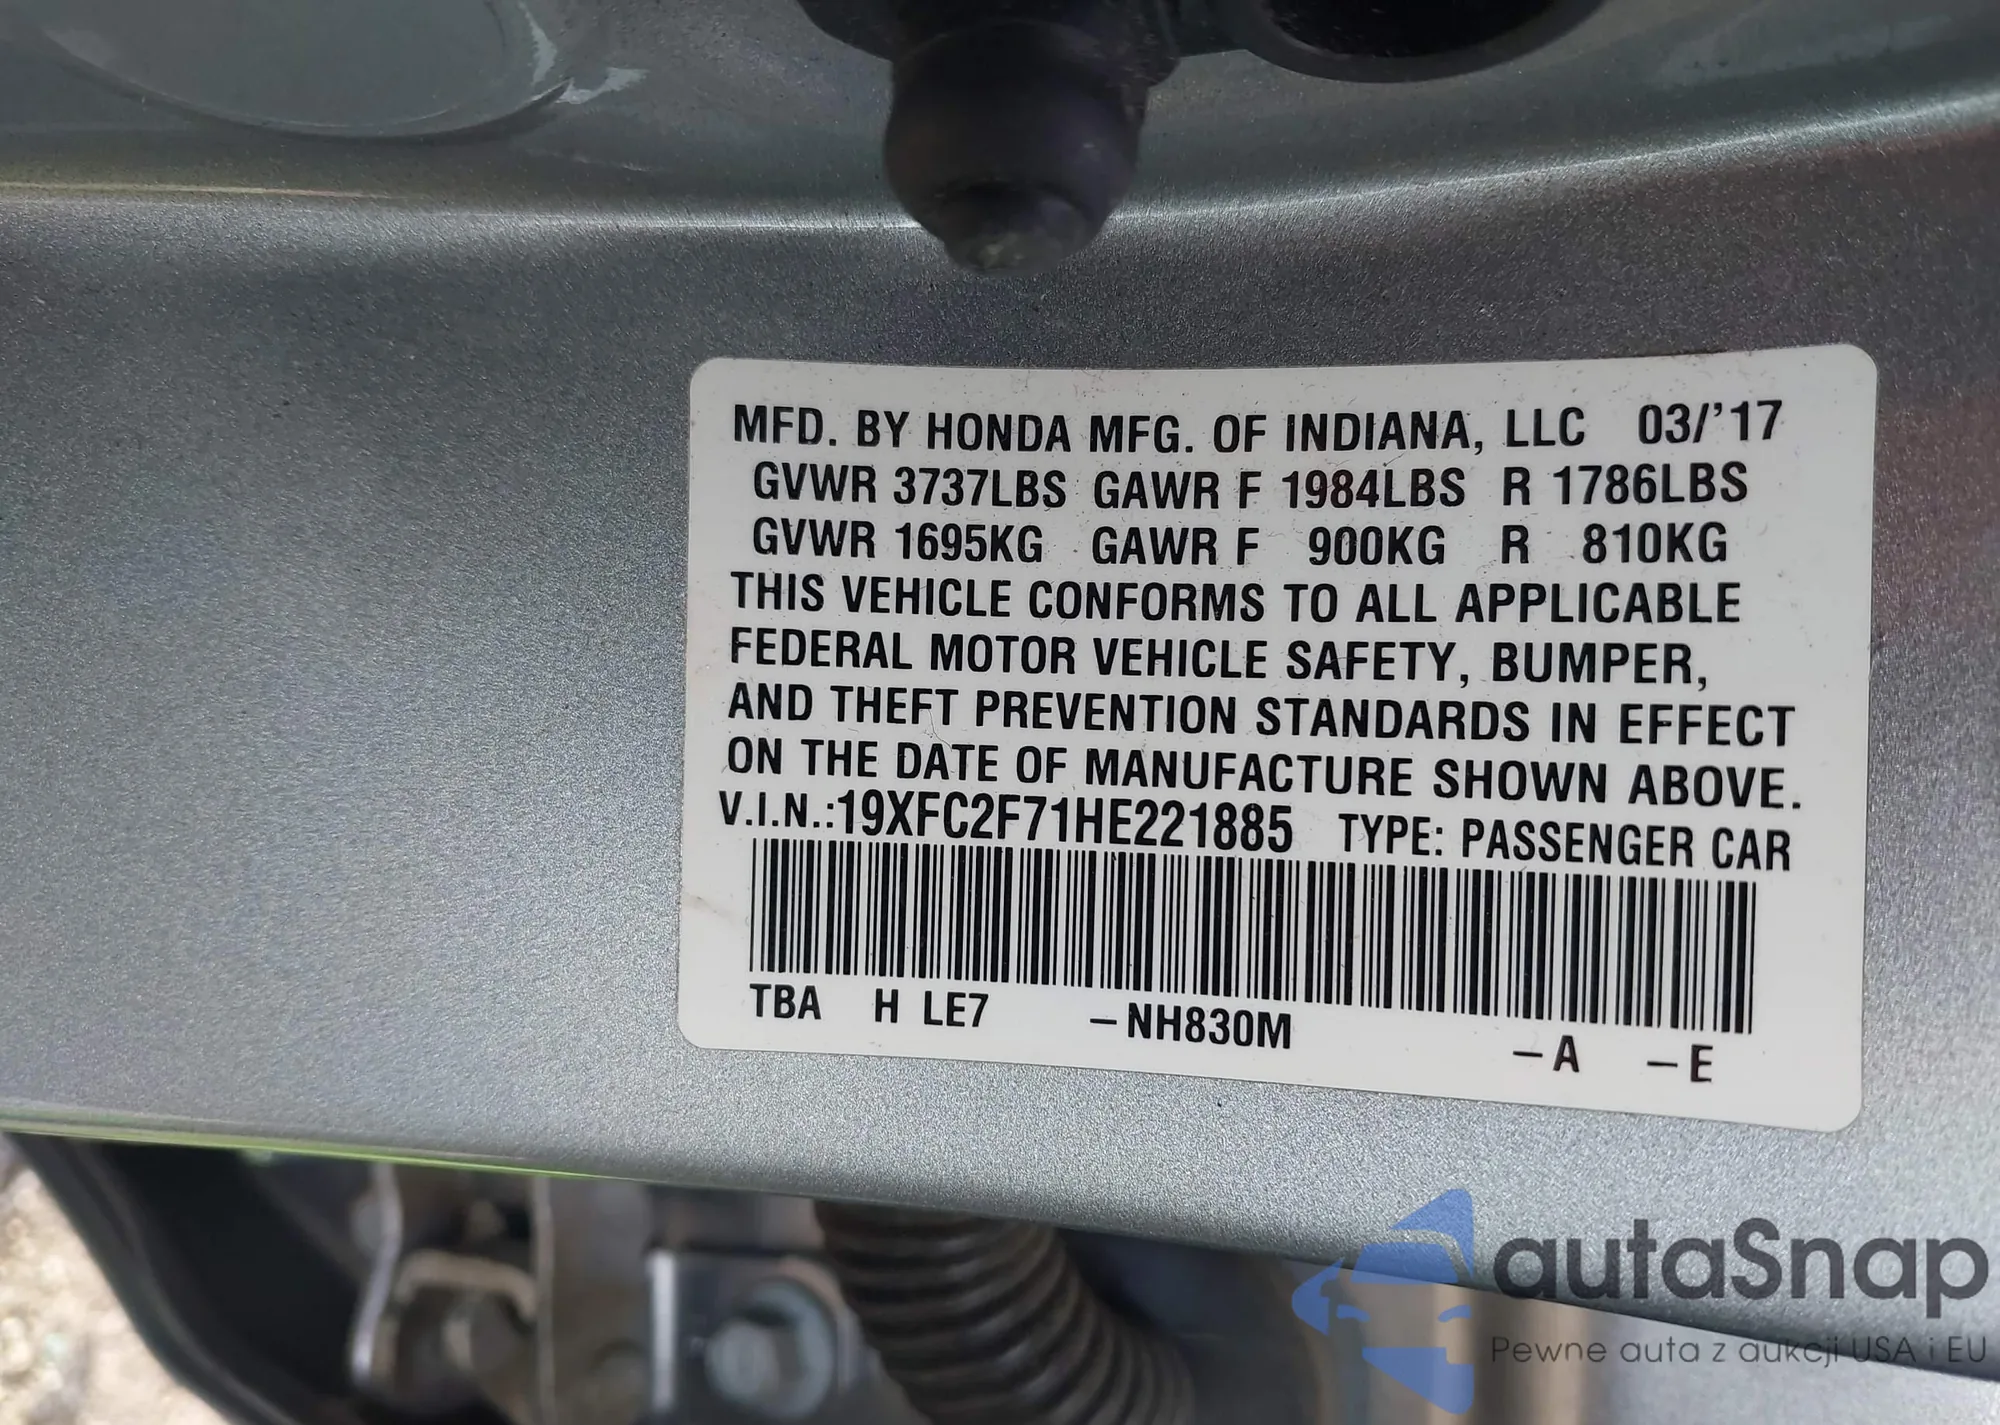 MFD. BY HONDA MFG. OF INDIANA, LLC 03/'17
GVWR 3737LBS GAWR F 1984LBS R 1786LBS
GVWR 1695KG GAWR F 900KG R 810KG
THIS VEHICLE CONFORMS TO ALL APPLICABLE
FEDERAL MOTOR VEHICLE SAFETY, BUMPER,
AND THEFT PREVENTION STANDARDS IN EFFECT
ON THE DATE OF MANUFACTURE SHOWN ABOVE.
V.I.N.:19XFC2F71HE221885 TYPE: PASSENGER CAR
TBA H LE7 –NH830M –A –E
autaSnap
Pewne auta z aukcji USA i EU